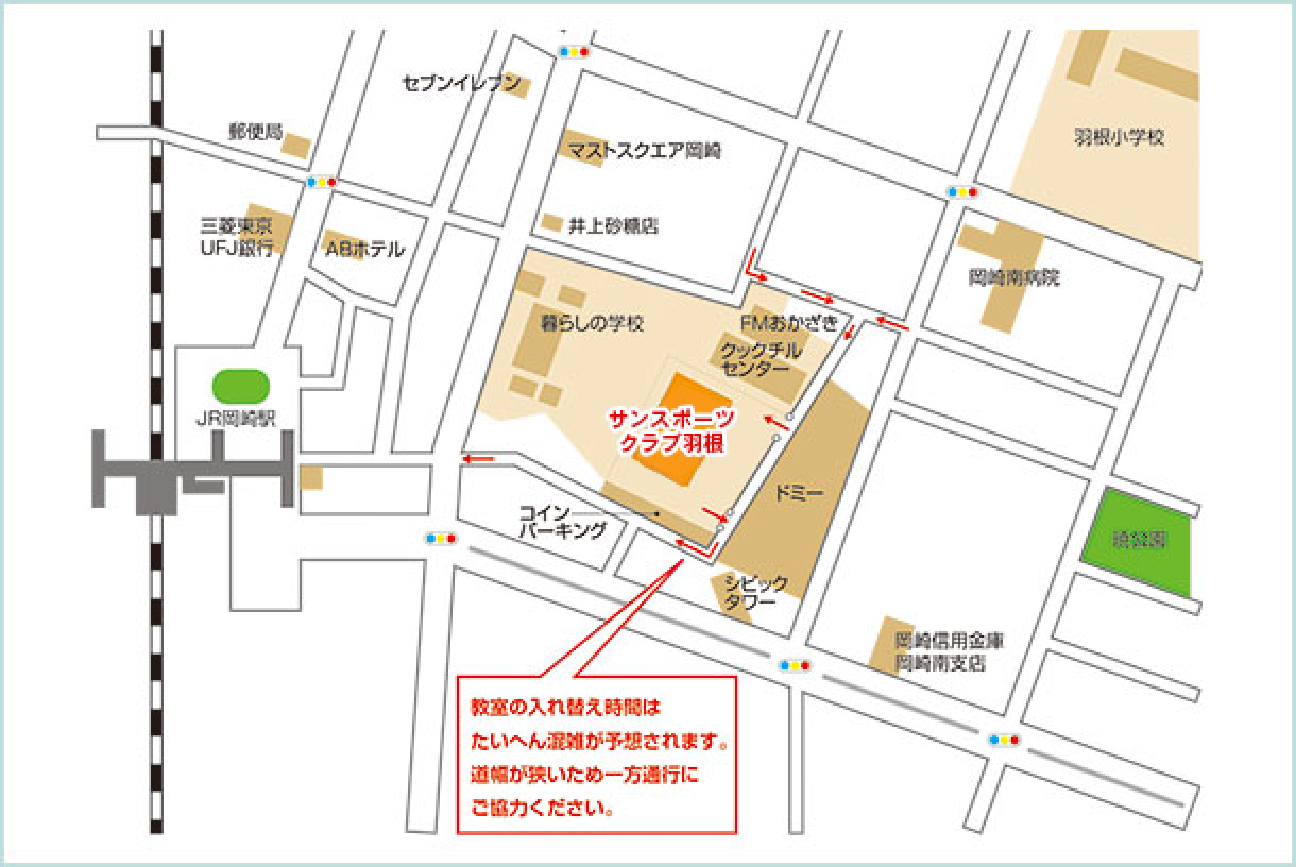 セブンイレブン
郵便局
マストスクエア岡崎
羽根小学校
三菱東京
UFJ銀行
ABホテル
井上砂糖店
岡崎南病院
暮らしの学校
FMおかざき
クックチル
センター
JR岡崎駅
サンスポーツ
クラブ羽根
ドミー
コイン
パーキング
暁公園
シビック
タワー
岡崎信用金庫
岡崎南支店
教室の入れ替え時間は
たいへん混雑が予想されます。
道幅が狭いため一方通行に
ご協力ください。